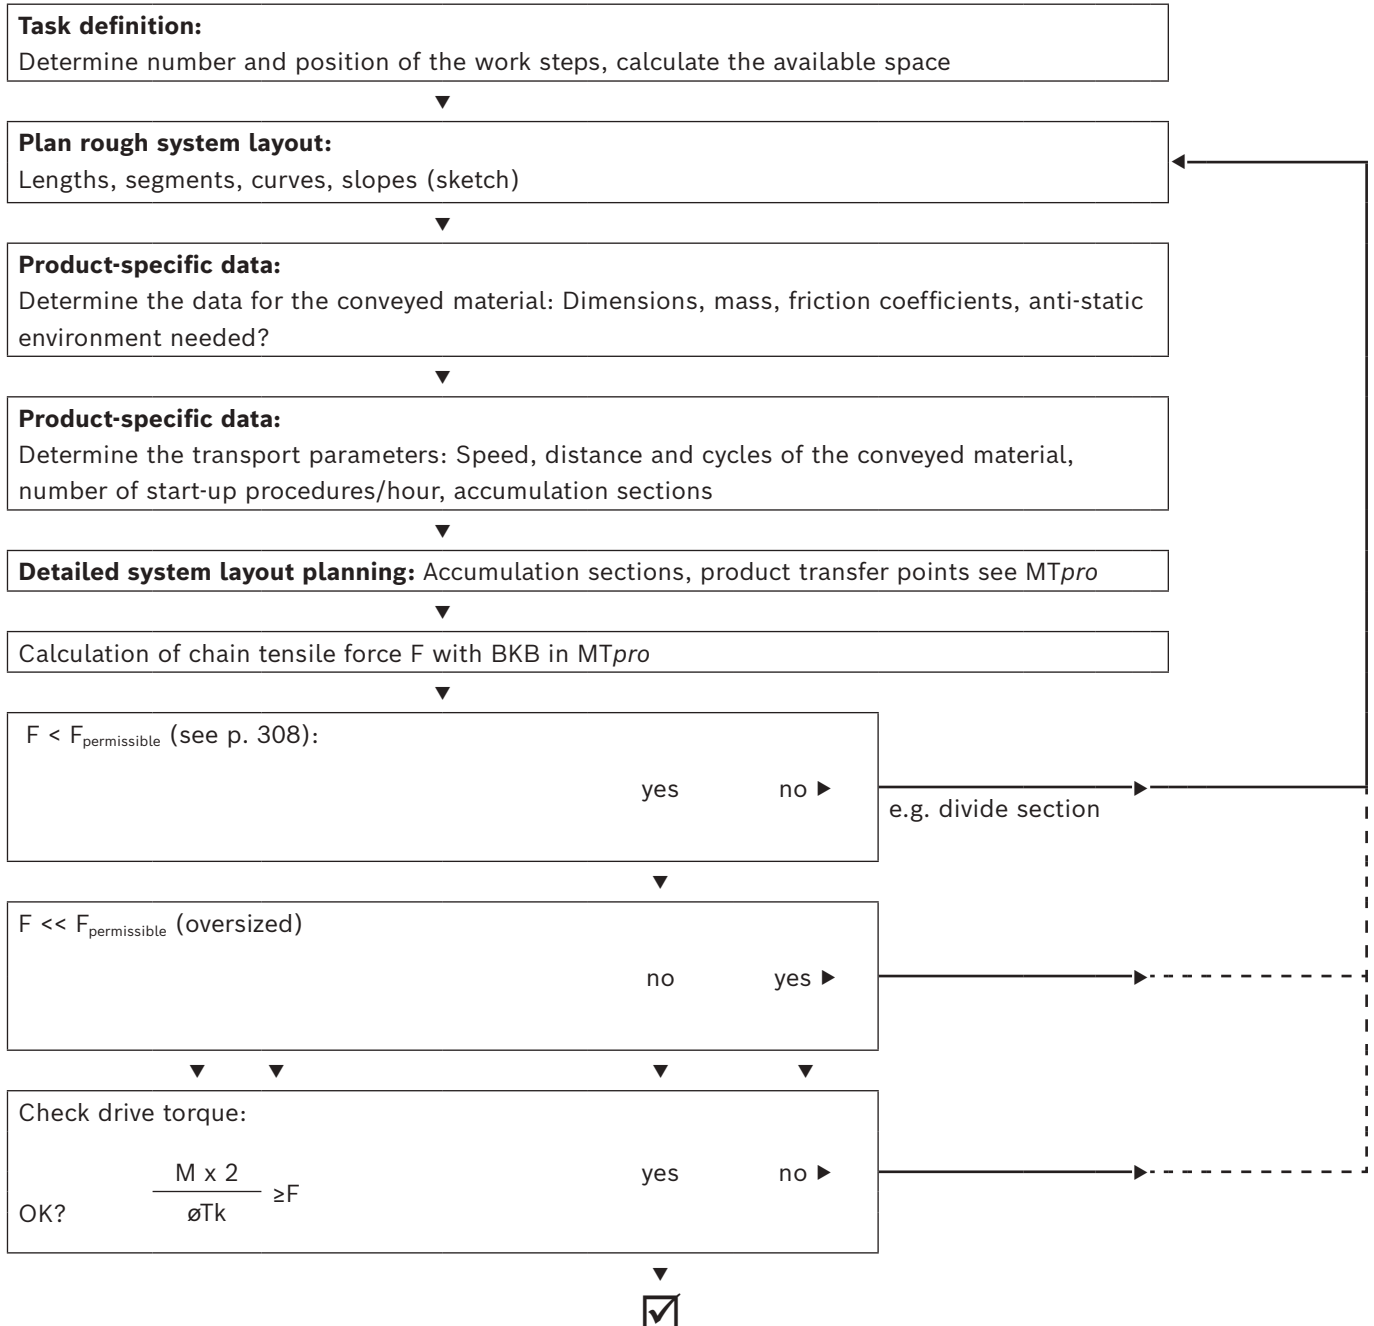 Task definition:
Determine number and position of the work steps, calculate the available space
Plan rough system layout:
Lengths, segments, curves, slopes (sketch)
Product-specific data:
Determine the data for the conveyed material: Dimensions, mass, friction coefficients, anti-static
environment needed?
Product-specific data:
Determine the transport parameters: Speed, distance and cycles of the conveyed material,
number of start-up procedures/hour, accumulation sections
Detailed system layout planning: Accumulation sections, product transfer points see MTpro
Calculation of chain tensile force F with BKB in MTpro
F < Fpermissible (see p. 308):
yes no
e.g. divide section
F << Fpermissible (oversized)
no yes
Check drive torque:
M x 2
øTk
≥F
OK?
yes no